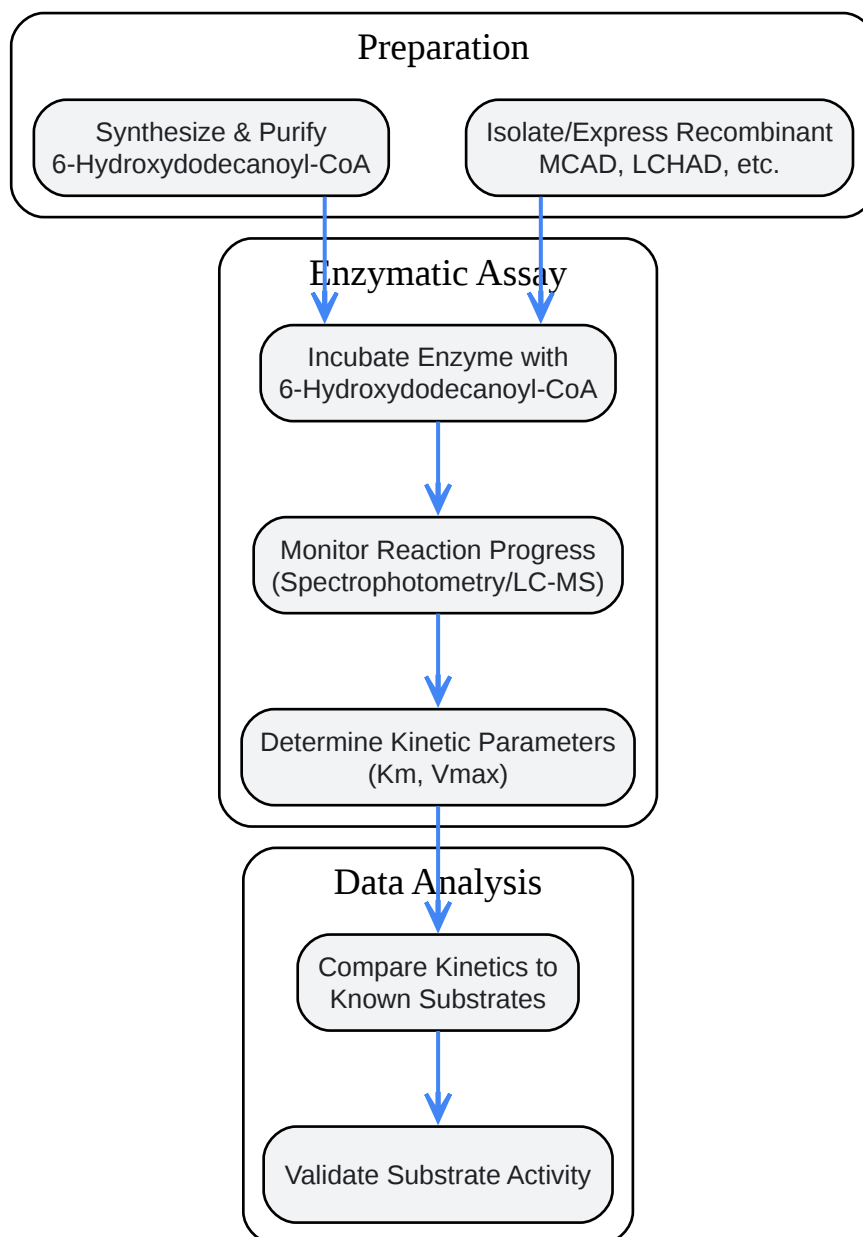 Preparation
Synthesize & Purify
6-Hydroxydodecanoyl-CoA
Isolate/Express Recombinant
MCAD, LCHAD, etc.
Enzymatic Assay
Incubate Enzyme with
6-Hydroxydodecanoyl-CoA
Monitor Reaction Progress
(Spectrophotometry/LC-MS)
Determine Kinetic Parameters
(Km, Vmax)
Data Analysis
Compare Kinetics to
Known Substrates
Validate Substrate Activity